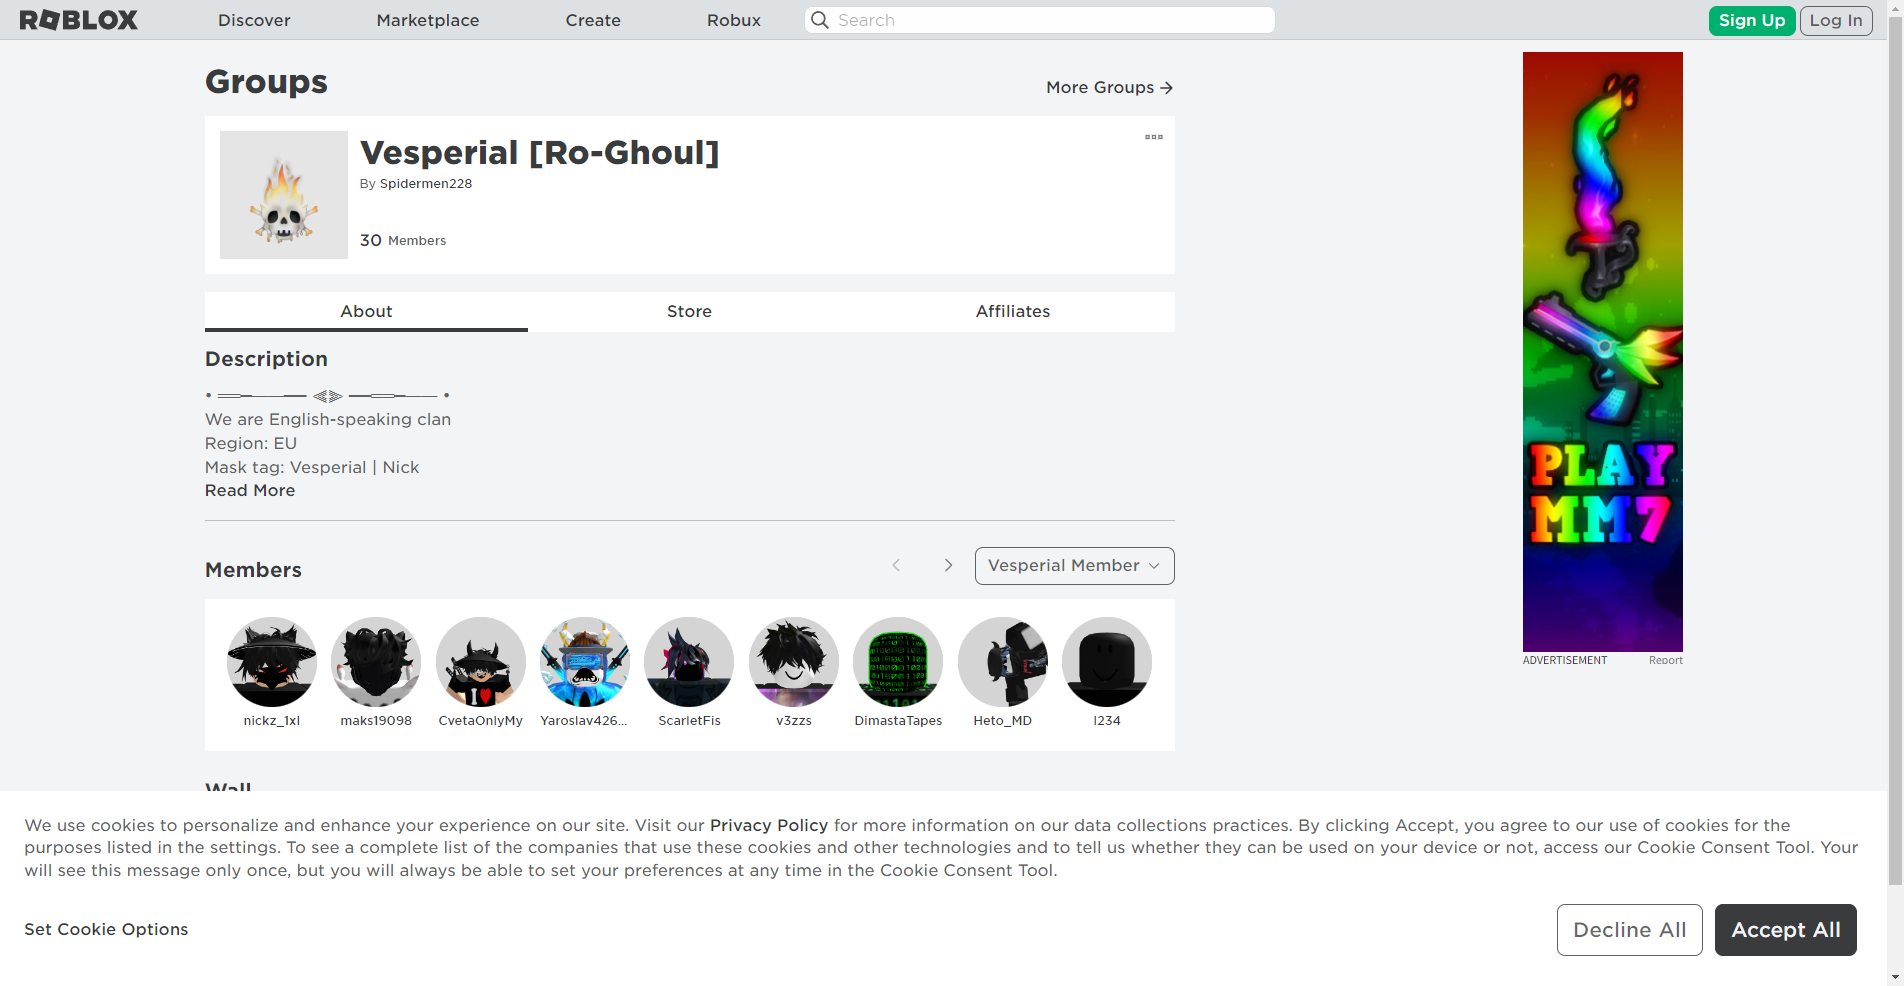 ROBLOX
Discover
Marketplace
Create
Robux
Search
Sign Up
Log In
Groups
More Groups
Vesperial [Ro-Ghoul]
By Spidermen228
30 Members
About
Store
Affiliates
Description
We are English-speaking clan
Region: EU
Mask tag: Vesperial | Nick
Read More
Members
Vesperial Member
I ♥
nickz_1xl
maks19098
CvetaOnlyMy
Yaroslav426...
ScarletFis
v3zzs
DimastaTapes
Heto_MD
l234
Wall
PLAY
MM7
ADVERTISEMENT
Report
We use cookies to personalize and enhance your experience on our site. Visit our Privacy Policy for more information on our data collections practices. By clicking Accept, you agree to our use of cookies for the
purposes listed in the settings. To see a complete list of the companies that use these cookies and other technologies and to tell us whether they can be used on your device or not, access our Cookie Consent Tool. Your
will see this message only once, but you will always be able to set your preferences at any time in the Cookie Consent Tool.
Set Cookie Options
Decline All
Accept All